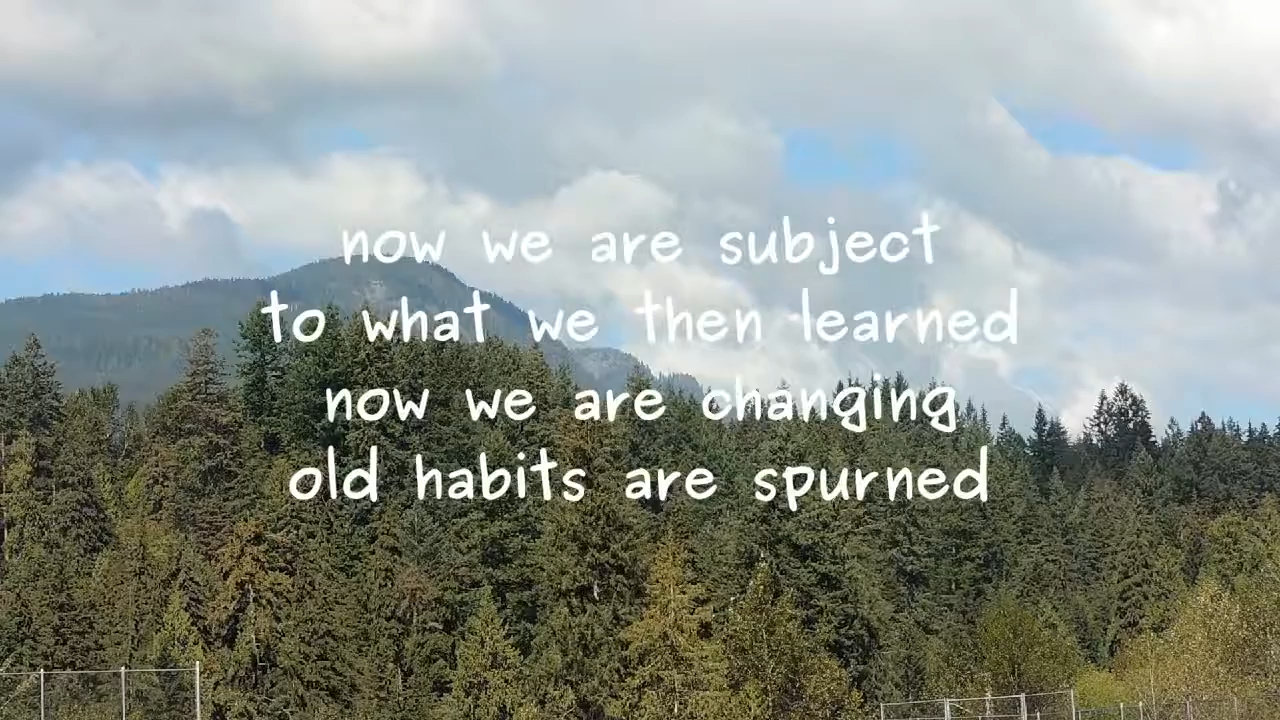 now we are subject
to what we then learned
now we are changing
old habits are spurned